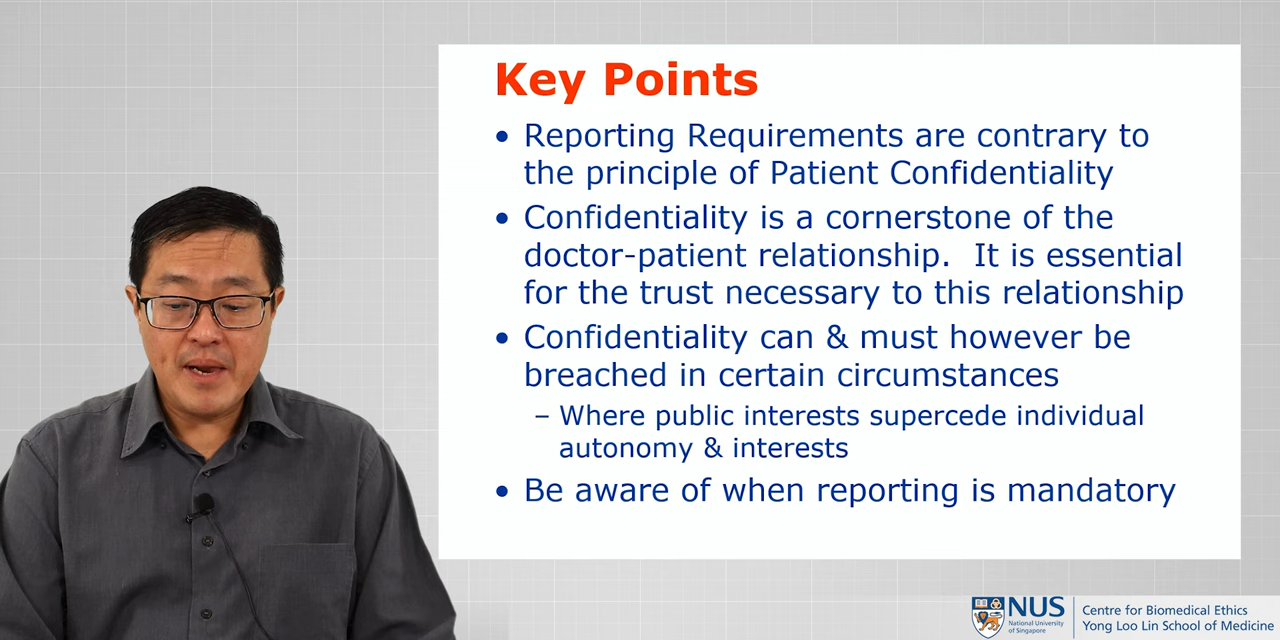 Key Points
• Reporting Requirements are contrary to
the principle of Patient Confidentiality
• Confidentiality is a cornerstone of the
doctor-patient relationship.  It is essential
for the trust necessary to this relationship
• Confidentiality can & must however be
breached in certain circumstances
– Where public interests supercede individual
autonomy & interests
• Be aware of when reporting is mandatory
NUS
National University
of Singapore
Centre for Biomedical Ethics
Yong Loo Lin School of Medicine